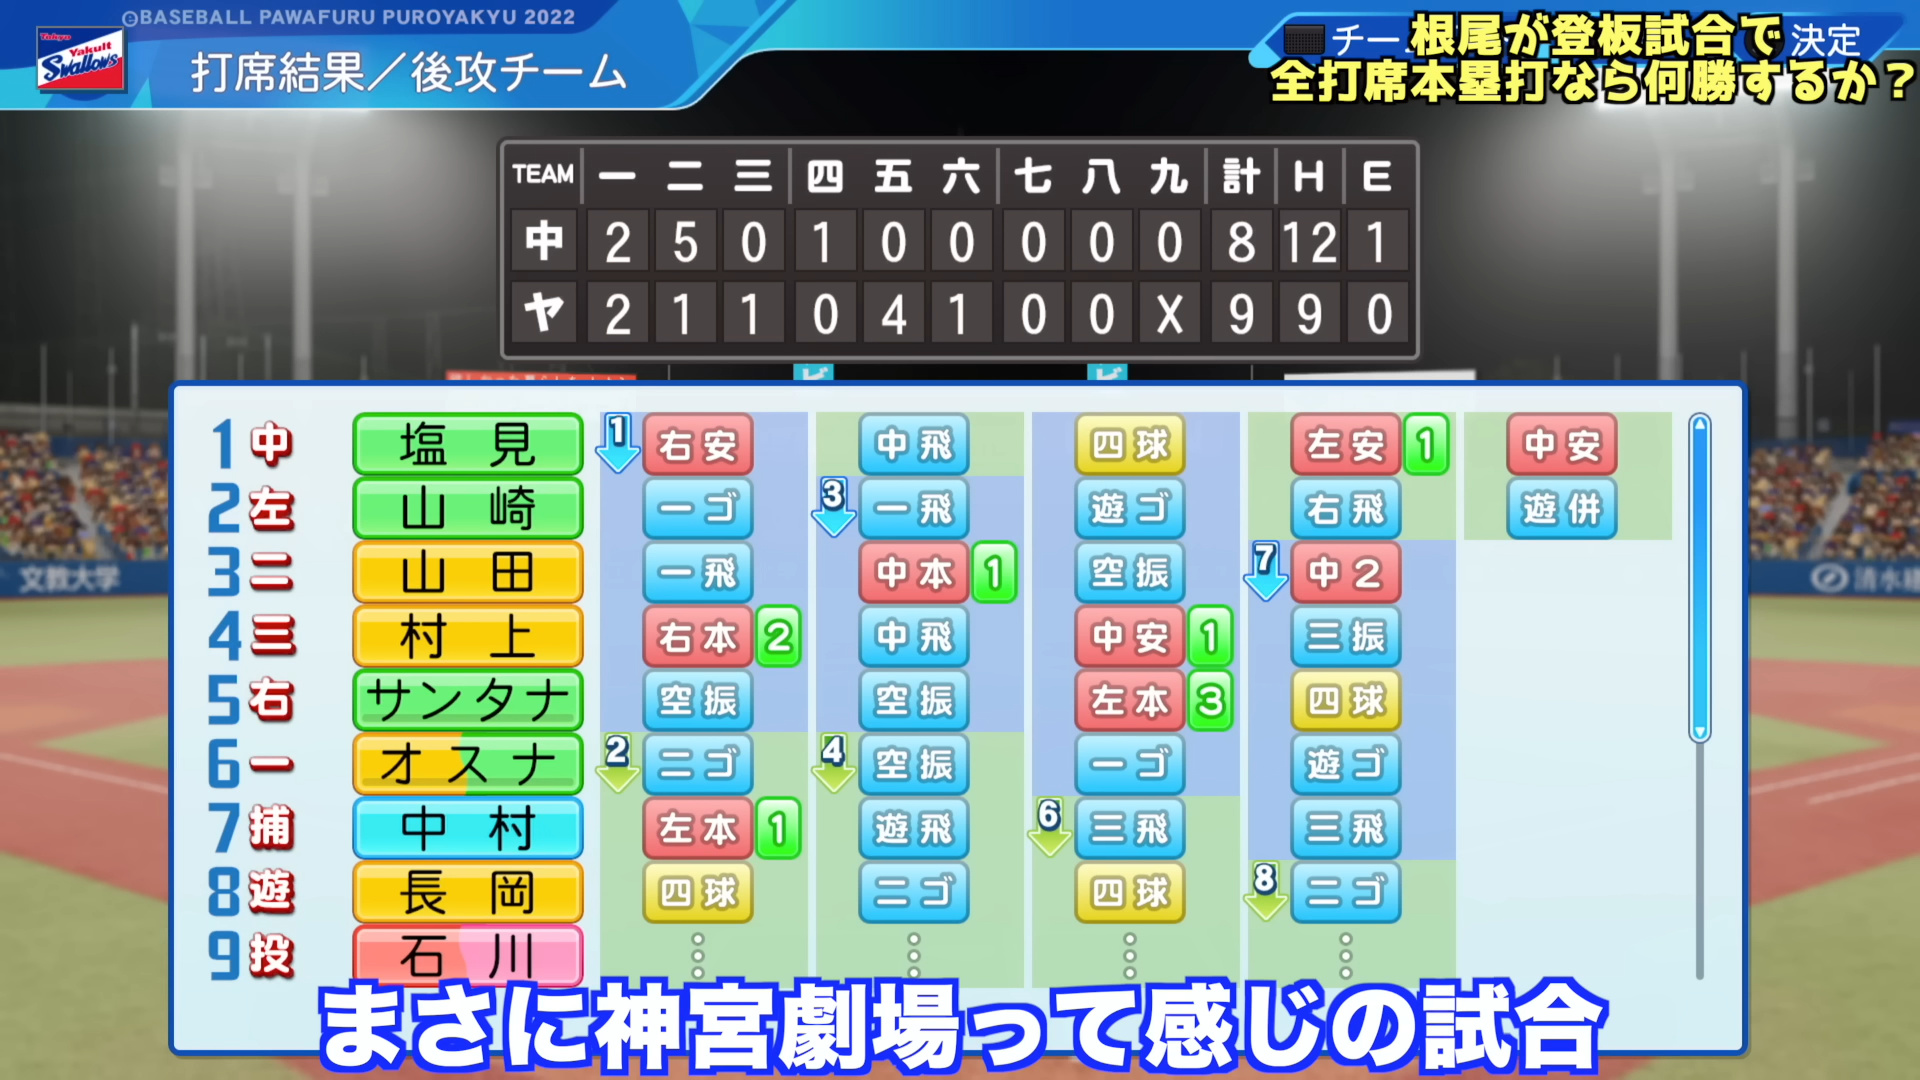 ©BASEBALL PAWAFURU PUROYAKYU 2022
Tokyo Yakult Swallows
打席結果／後攻チーム
チー 決定
根尾が登板試合で
全打席本塁打なら何勝するか？
TEAM 一 二 三 四 五 六 七 八 九 計 H E
中 2 5 0 1 0 0 0 0 0 8 12 1
ヤ 2 1 1 0 4 1 0 0 X 9 9 0
1 中 塩見 1 右安 中飛 四球 左安 1 中安
2 左 山崎 一ゴ 3 一飛 遊ゴ 右飛 遊併
3 二 山田 一飛 中本 1 空振 7 中2
4 三 村上 右本 2 中飛 中安 1 三振
5 右 サンタナ 空振 空振 左本 3 四球
6 一 オスナ 2 二ゴ 4 空振 一ゴ 遊ゴ
7 捕 中村 左本 1 遊飛 6 三飛 三飛
8 遊 長岡 四球 二ゴ 四球 8 二ゴ
9 投 石川
文教大学
清水建
まさに神宮劇場って感じの試合